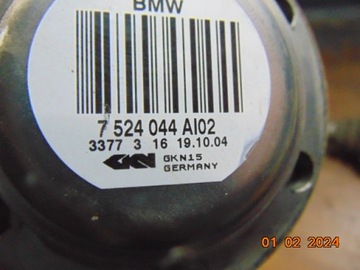 BMW
7 524 044 AI02
3377 3 16 19.10.04
GKN GKN15
GERMANY
01 02 2024